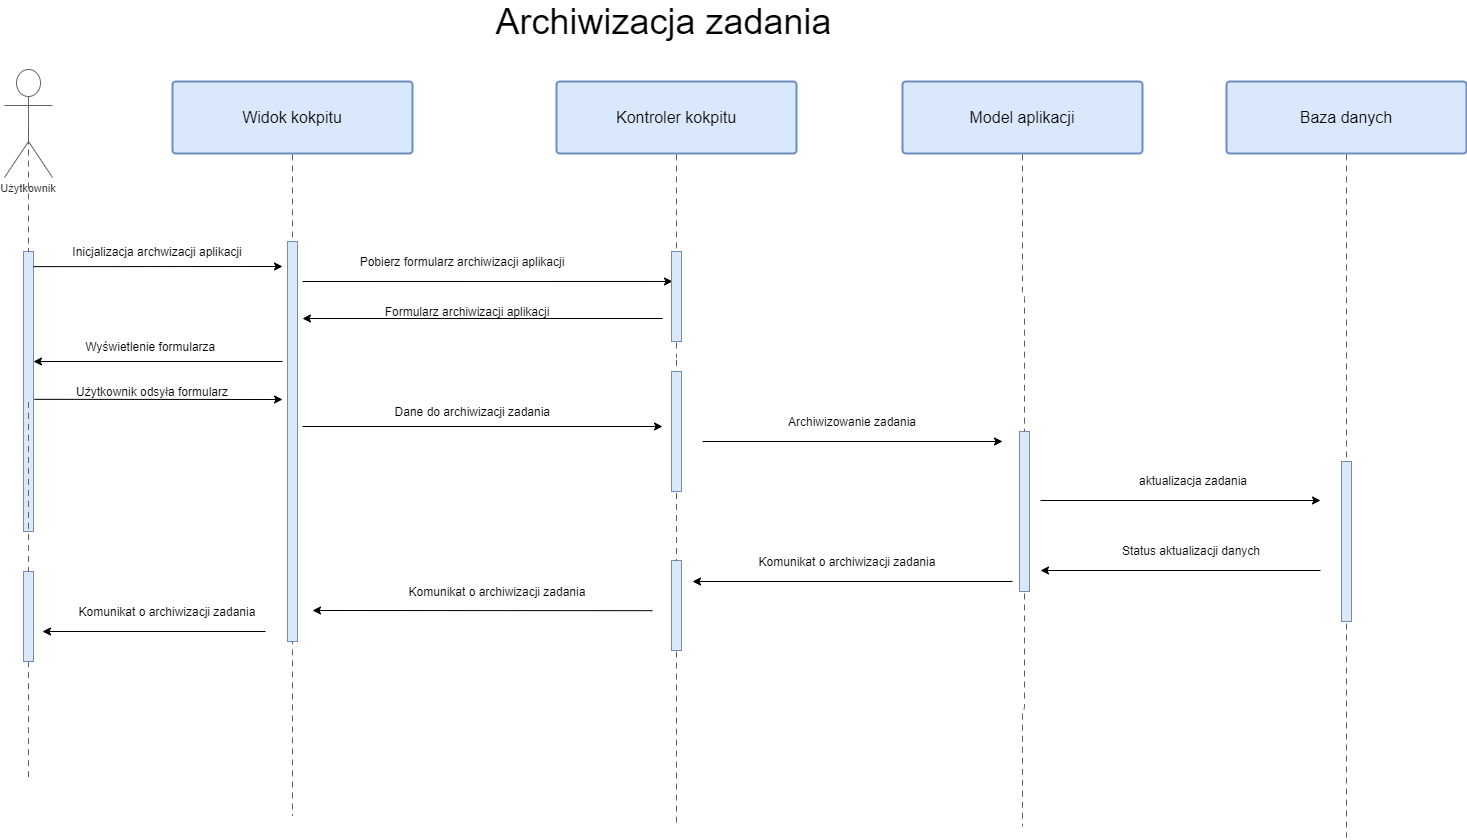 Archiwizacja zadania
Widok kokpitu
Kontroler kokpitu
Model aplikacji
Baza danych
Użytkownik
Inicjalizacja archwizacji aplikacji
Pobierz formularz archiwizacji aplikacji
Formularz archiwizacji aplikacji
Wyświetlenie formularza
Użytkownik odsyła formularz
Dane do archiwizacji zadania
Archiwizowanie zadania
aktualizacja zadania
Status aktualizacji danych
Komunikat o archiwizacji zadania
Komunikat o archiwizacji zadania
Komunikat o archiwizacji zadania